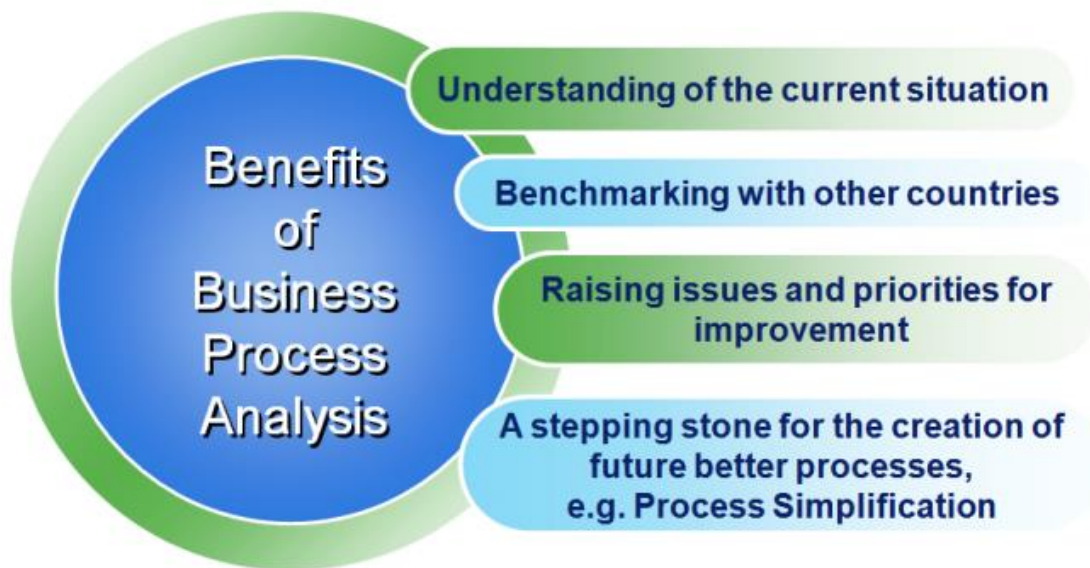 Benefits
of
Business
Process
Analysis
Understanding of the current situation
Benchmarking with other countries
Raising issues and priorities for
improvement
A stepping stone for the creation of
future better processes,
e.g. Process Simplification